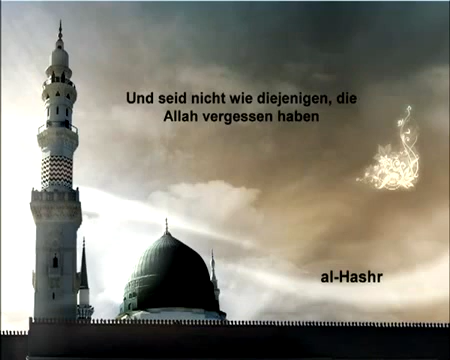 Und seid nicht wie diejenigen, die
Allah vergessen haben
al-Hashr